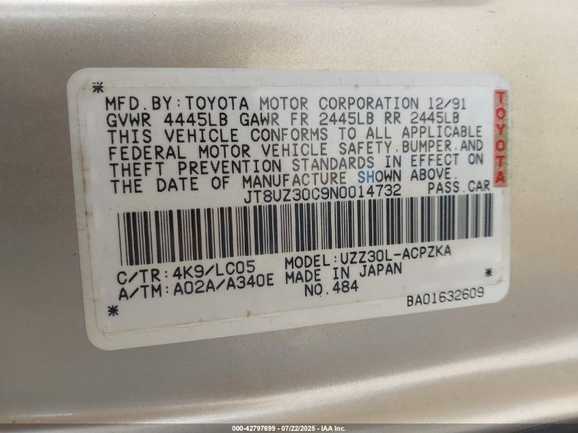 MFD.BY:TOYOTA MOTOR CORPORATION 12/91
GVWR 4445LB GAWR FR 2445LB RR 2445LB
THIS VEHICLE CONFORMS TO ALL APPLICABLE
FEDERAL MOTOR VEHICLE SAFETY,BUMPER,AND
THEFT PREVENTION STANDARDS IN EFFECT ON
THE DATE OF MANUFACTURE SHOWN ABOVE.
JT8UZ30C9N0014732 PASS.CAR
TOYOTA
C/TR:4K9/LC05 MODEL:UZZ30L-ACPZKA
A/TM:A02A/A340E MADE IN JAPAN
NO.484
BA01632609
000-42797699 | 07/22/2025 - IAA Inc.